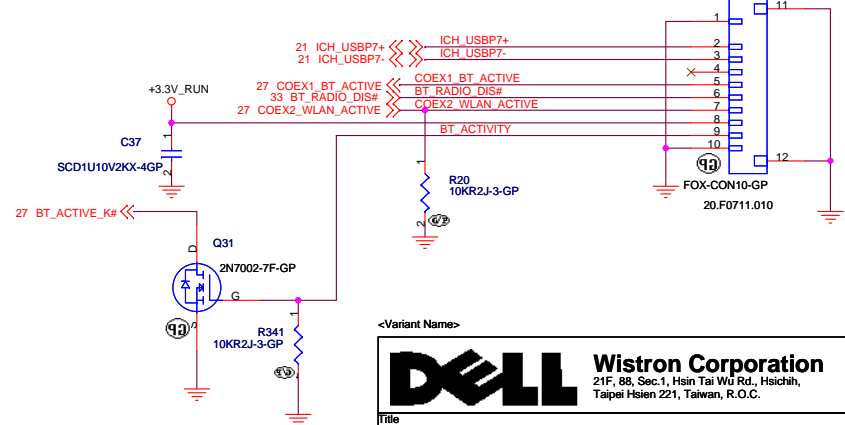 11
1
ICH_USBP7+
21 ICH_USBP7+
2
ICH_USBP7-
21 ICH_USBP7-
3
4
COEX1_BT_ACTIVE
27 COEX1_BT_ACTIVE
5
+3.3V_RUN
BT_RADIO_DIS#
33 BT_RADIO_DIS#
6
COEX2_WLAN_ACTIVE
27 COEX2_WLAN_ACTIVE
7
8
BT_ACTIVITY
9
1
C37
10
12
SCD1U10V2KX-4GP
2
GP
1
R20
10KR2J-3-GP
FOX-CON10-GP
20.F0711.010
27 BT_ACTIVE_K#
2
GP
D
Q31
2N7002-7F-GP
G
S
GP
1
R341
10KR2J-3-GP
GP
<Variant Name>
DELL
Wistron Corporation
21F, 88, Sec.1, Hsin Tai Wu Rd., Hsichih,
Taipei Hsien 221, Taiwan, R.O.C.
Title